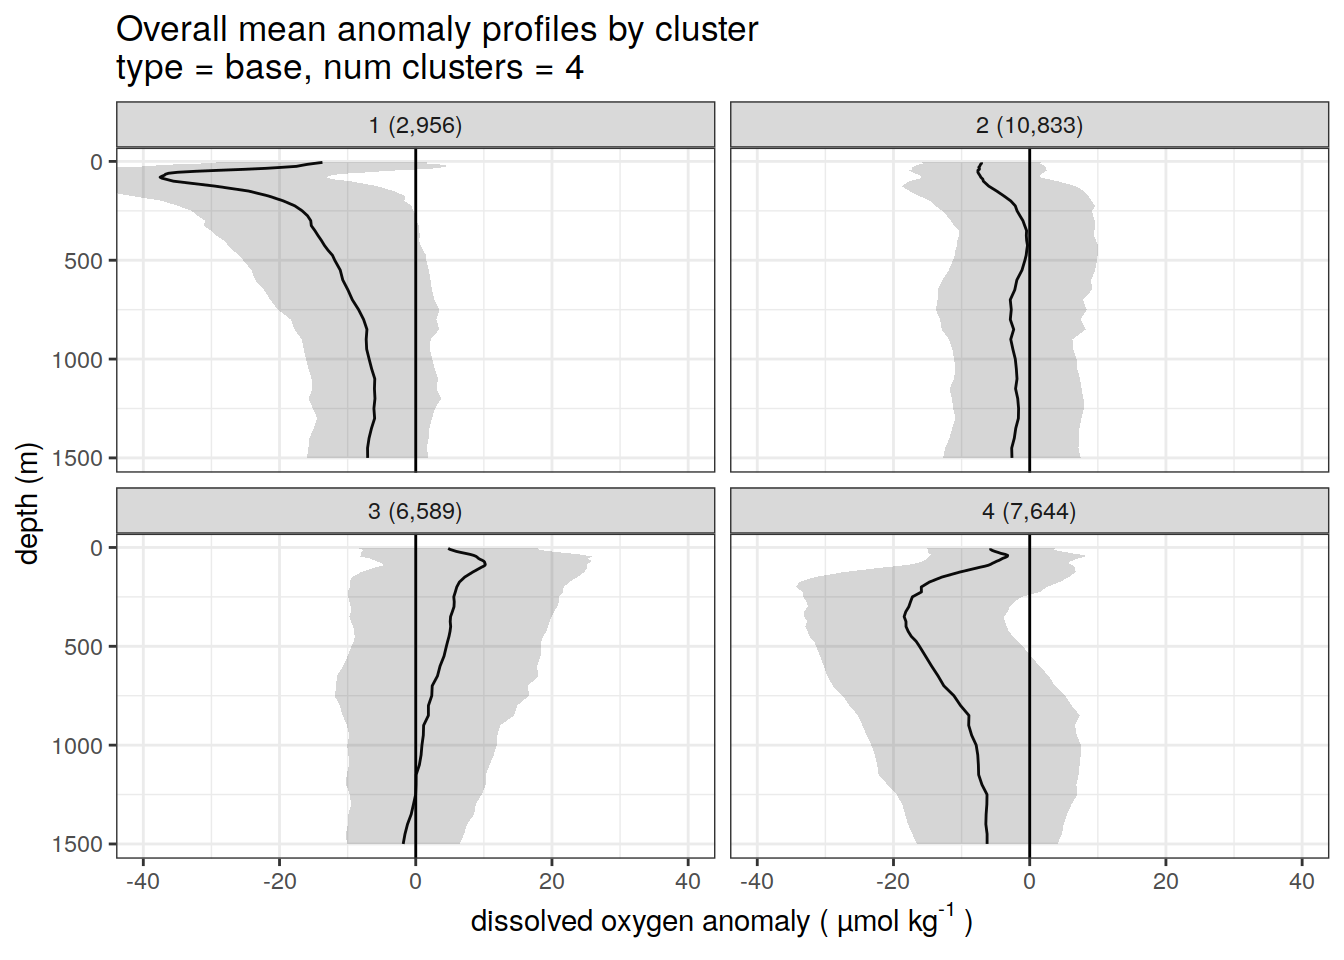 Overall mean anomaly profiles by cluster
type = base, num clusters = 4
1 (2,956)
2 (10,833)
0
500
1000
1500
3 (6,589)
4 (7,644)
0
500
1000
1500
depth (m)
-40 -20 0 20 40
-40 -20 0 20 40
dissolved oxygen anomaly ( µmol kg⁻¹ )